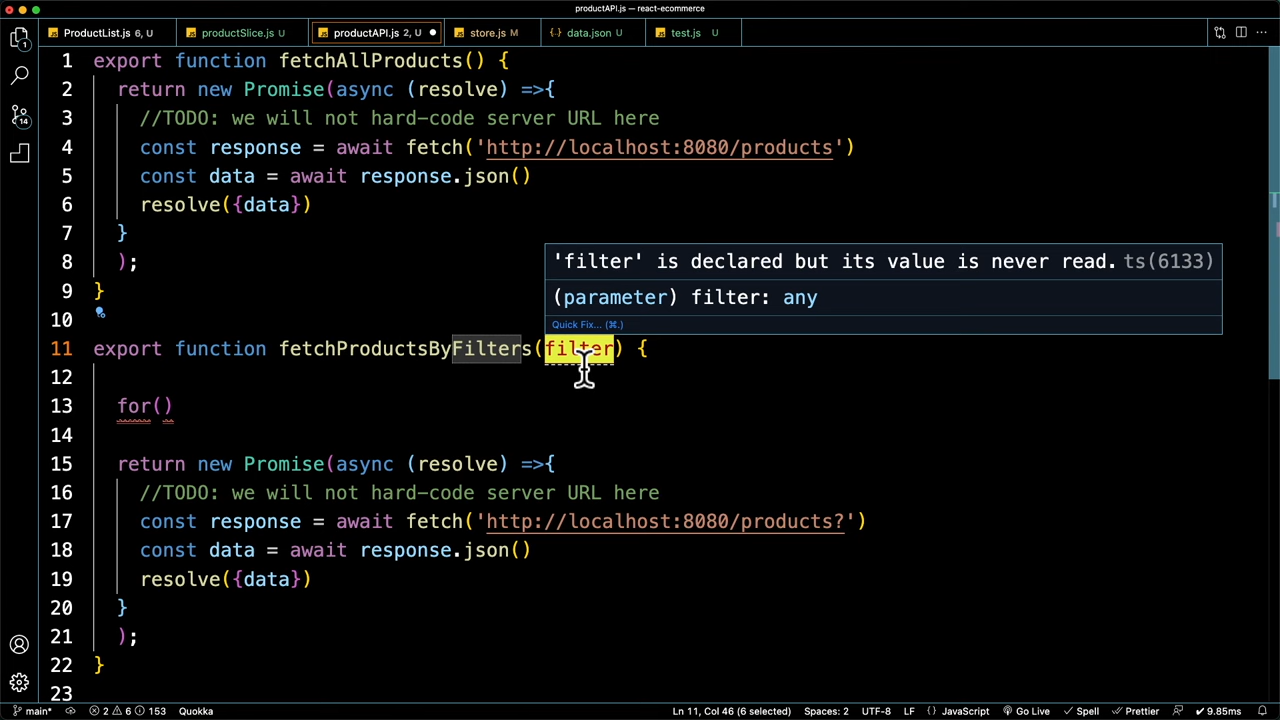 productAPI.js — react-ecommerce
ProductList.js 6, U
productSlice.js U
productAPI.js 2, U
store.js M
{·} data.json U
test.js U
1 export function fetchAllProducts() {
2 return new Promise(async (resolve) =>{
3 //TODO: we will not hard-code server URL here
4 const response = await fetch('http://localhost:8080/products')
5 const data = await response.json()
6 resolve({data})
7 }
8 );
9 }
10
'filter' is declared but its value is never read. ts(6133)
(parameter) filter: any
Quick Fix... (⌘.)
11 export function fetchProductsByFilters(filter) {
12
13 for()
14
15 return new Promise(async (resolve) =>{
16 //TODO: we will not hard-code server URL here
17 const response = await fetch('http://localhost:8080/products?')
18 const data = await response.json()
19 resolve({data})
20 }
21 );
22 }
23
1
14
main* 2 6 153 Quokka Ln 11, Col 46 (6 selected) Spaces: 2 UTF-8 LF {} JavaScript Go Live Spell Prettier 9.85ms